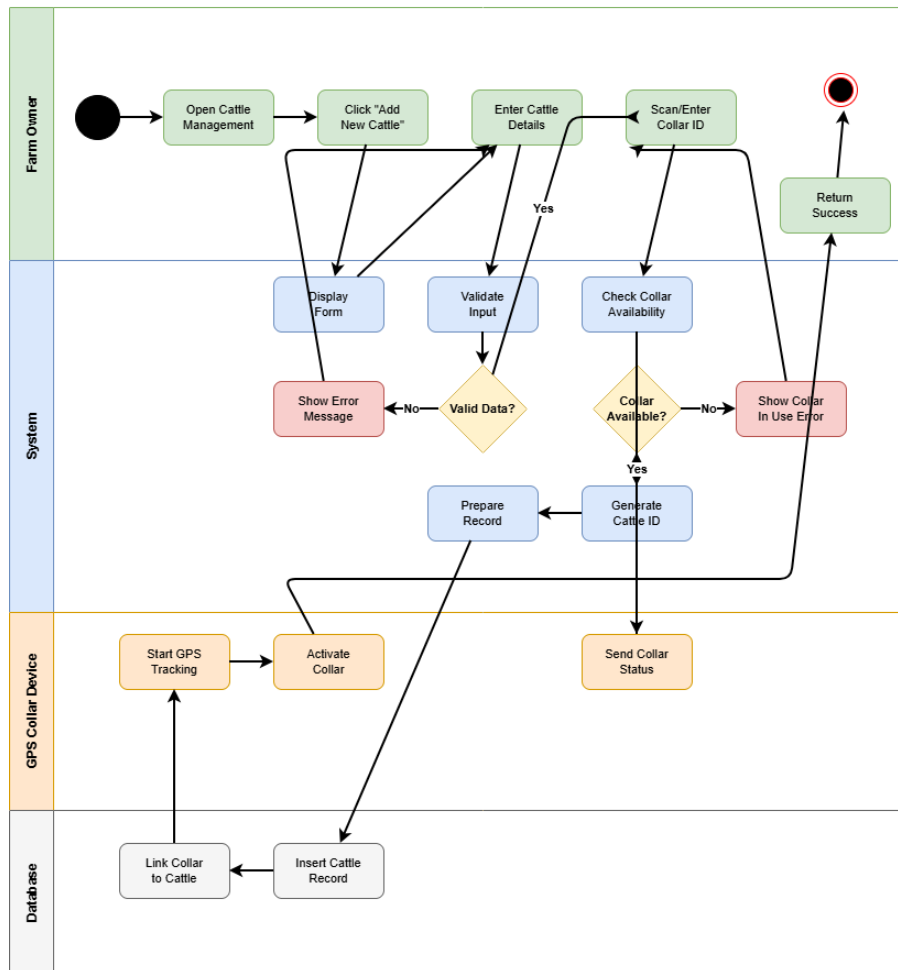 Farm Owner
Open Cattle
Management
Click "Add
New Cattle"
Enter Cattle
Details
Scan/Enter
Collar ID
Return
Success
Yes
System
Display
Form
Validate
Input
Check Collar
Availability
Show Error
Message
No
Valid Data?
Collar
Available?
No
Show Collar
In Use Error
Yes
Prepare
Record
Generate
Cattle ID
GPS Collar Device
Start GPS
Tracking
Activate
Collar
Send Collar
Status
Database
Link Collar
to Cattle
Insert Cattle
Record